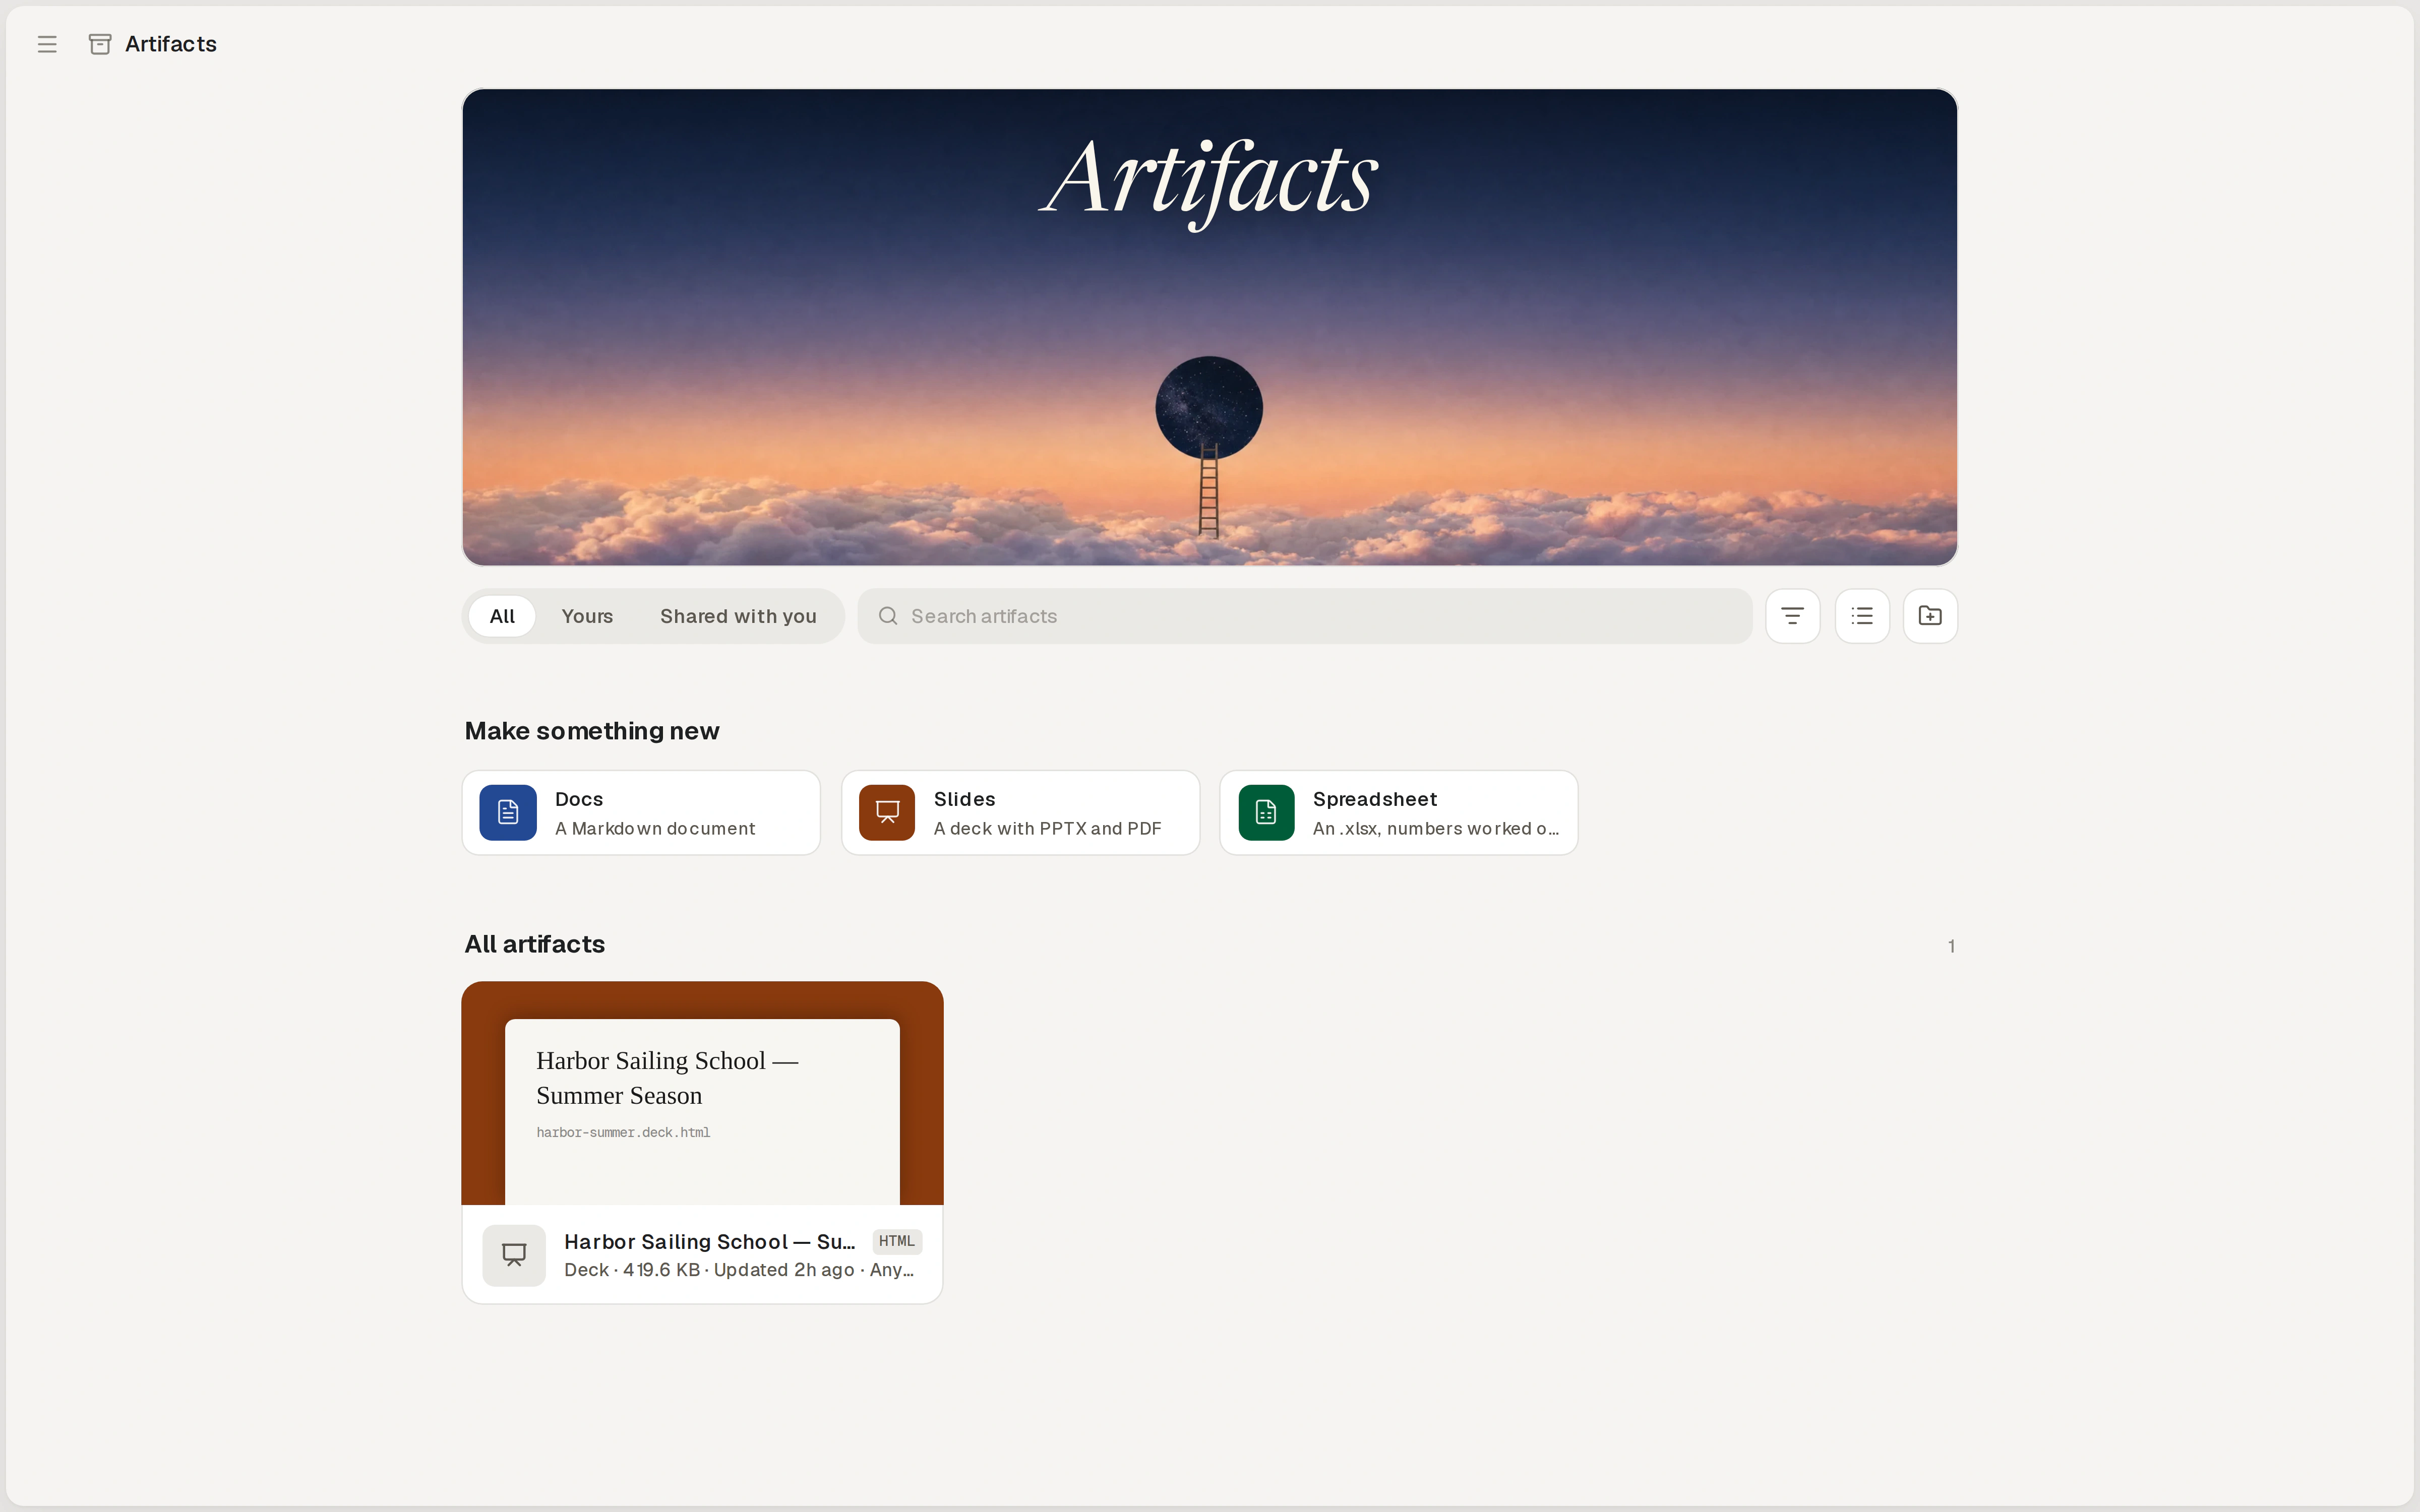 Artifacts
Artifacts
All
Yours
Shared with you
Search artifacts
Make something new
Docs
A Markdown document
Slides
A deck with PPTX and PDF
Spreadsheet
An .xlsx, numbers worked o...
All artifacts
1
Harbor Sailing School —
Summer Season
harbor-summer.deck.html
Harbor Sailing School — Su...
HTML
Deck · 419.6 KB · Updated 2h ago · Any...